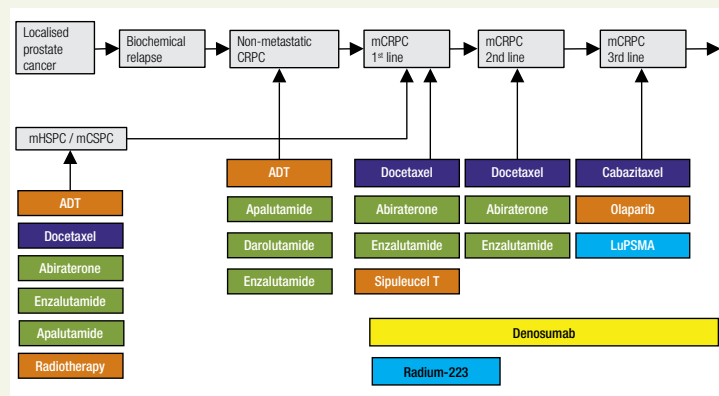 Localised
prostate
cancer
Biochemical
relapse
Non-metastatic
CRPC
mCRPC
1st line
mCRPC
2nd line
mCRPC
3rd line
mHSPC / mCSPC
ADT
Docetaxel
Abiraterone
Enzalutamide
Apalutamide
Radiotherapy
ADT
Apalutamide
Darolutamide
Enzalutamide
Docetaxel
Abiraterone
Enzalutamide
Sipuleucel T
Docetaxel
Abiraterone
Enzalutamide
Cabazitaxel
Olaparib
LuPSMA
Denosumab
Radium-223